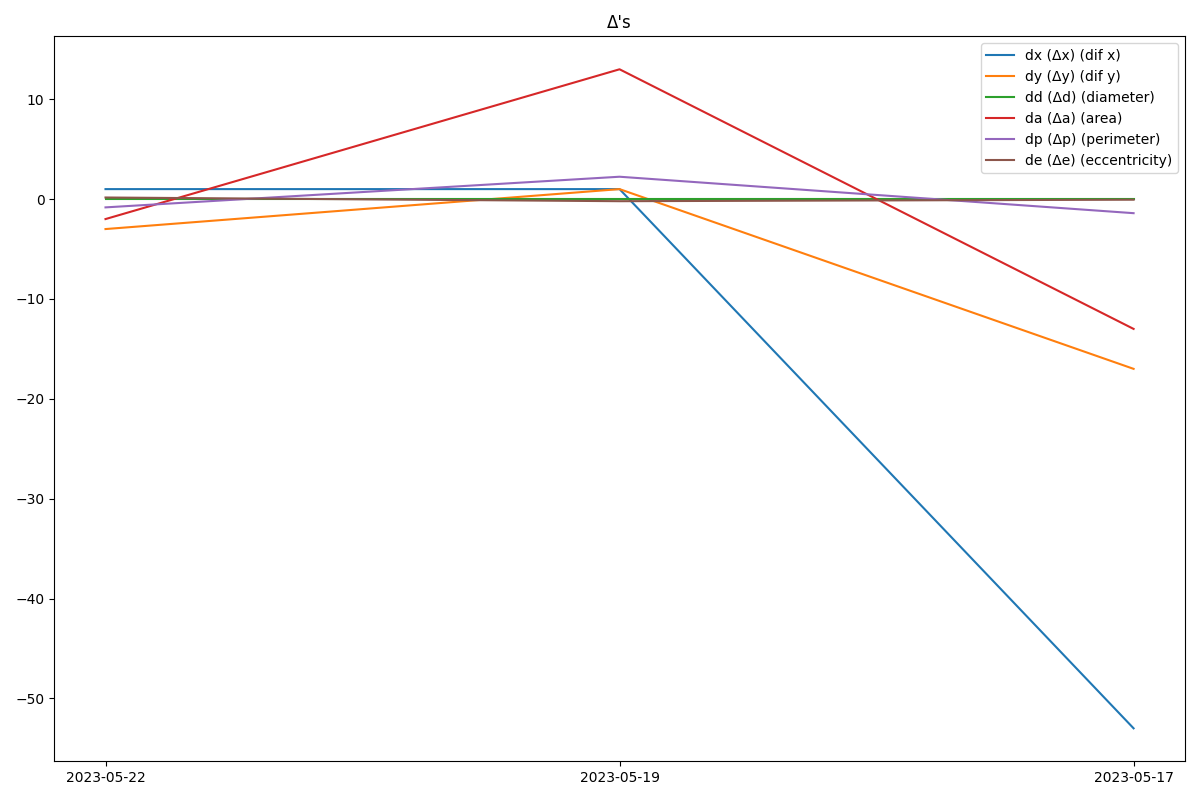 Δ's
dx (Δx) (dif x)
dy (Δy) (dif y)
dd (Δd) (diameter)
da (Δa) (area)
dp (Δp) (perimeter)
de (Δe) (eccentricity)
10
0
−10
−20
−30
−40
−50
2023-05-22
2023-05-19
2023-05-17